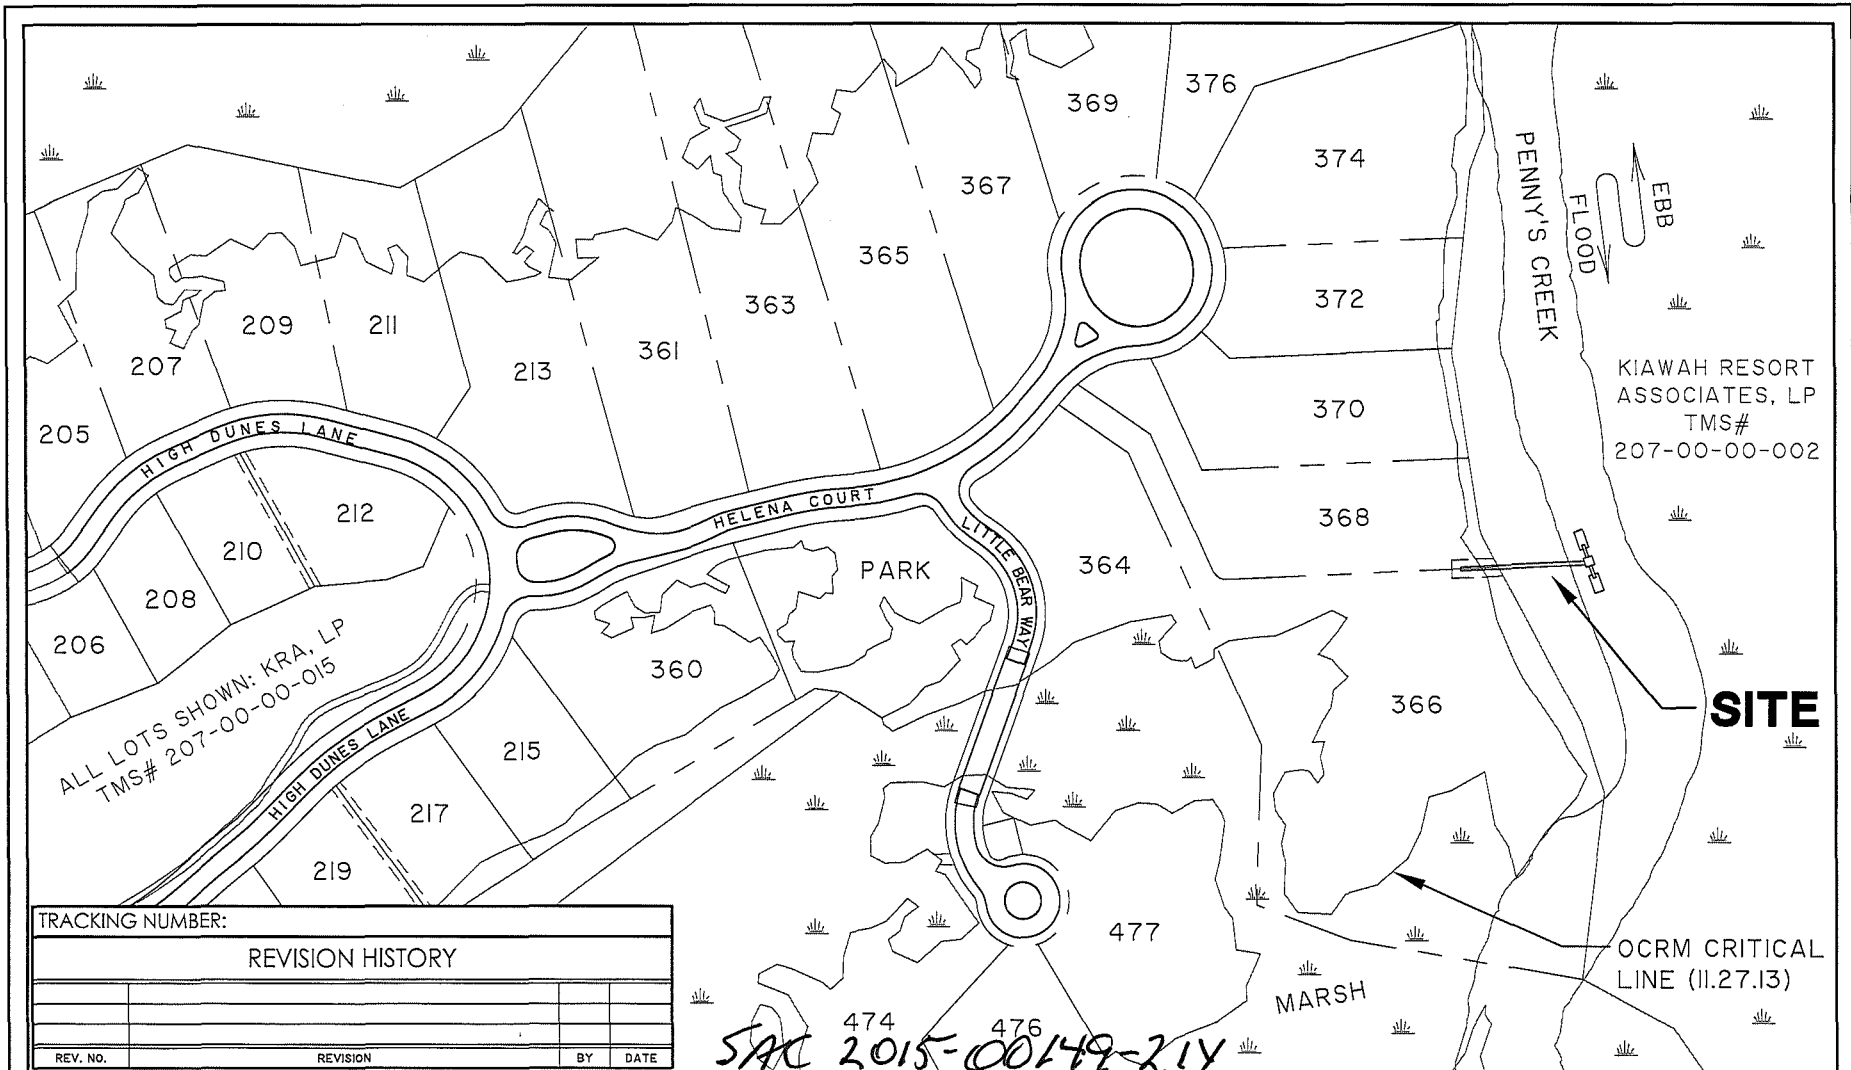 376
369
374
PENNY'S CREEK
EBB
FLOOD
367
365
372
363
209
211
361
207
213
KIAWAH RESORT
ASSOCIATES, LP
TMS#
207-00-00-002
370
205
HIGH DUNES LANE
HELENA COURT
212
368
210
LITTLE BEAR WAY
PARK
364
208
206
360
ALL LOTS SHOWN: KRA, LP
TMS# 207-00-00-015
366
SITE
HIGH DUNES LANE
215
217
219
477
OCRM CRITICAL
LINE (11.27.13)
MARSH
474
476
TRACKING NUMBER:
REVISION HISTORY
REV. NO. REVISION BY DATE
SAC 2015-00149-2IY